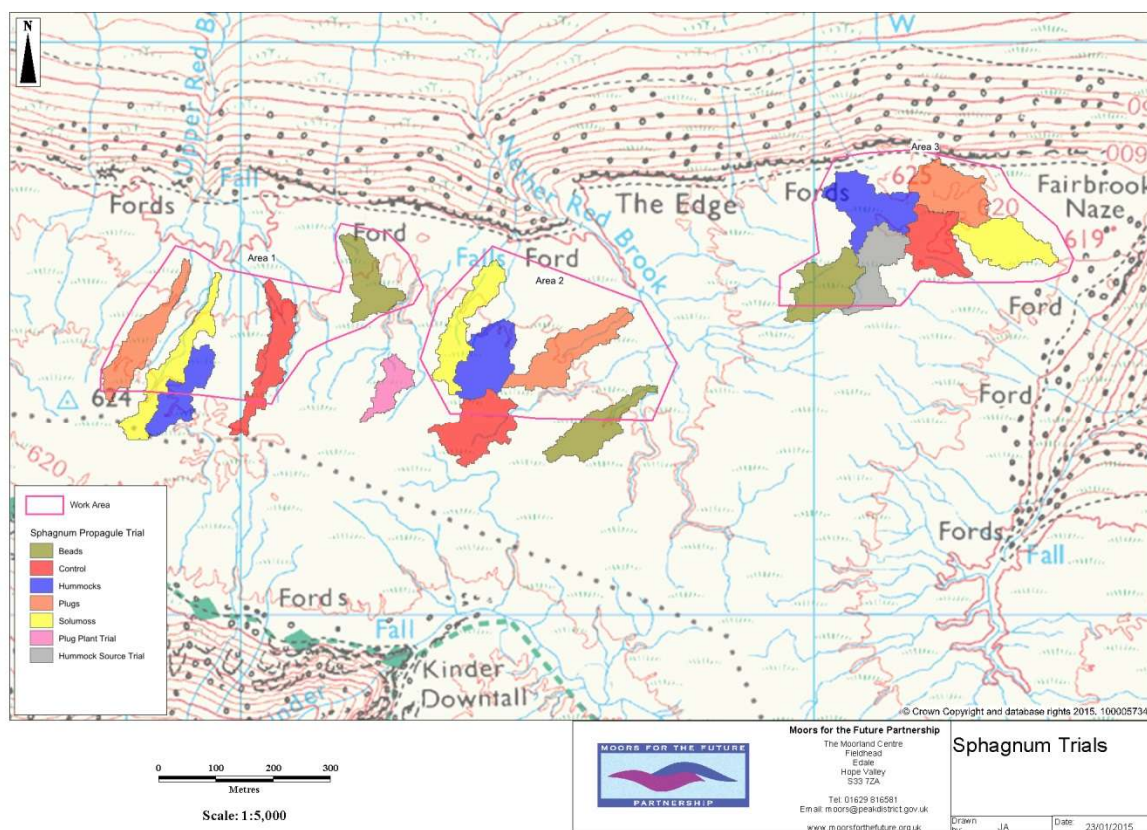 N
W
Upper Red B
Nether Red Brook
Fall
Fords
Area 1
Ford
Falls
Ford
Area 2
The Edge
Fords
Area 3
625
620
009
Fairbrook
Naze
619
Ford
Ford
Ford
Fords
Fall
624
620
Work Area
Sphagnum Propagule Trial
Beads
Control
Hummocks
Plugs
Solumoss
Plug Plant Trial
Hummock Source Trial
Fords
Fall
Kinder
Downfall
© Crown Copyright and database rights 2015, 100005734
0 100 200 300
Metres
Scale: 1:5,000
MOORS FOR THE FUTURE
PARTNERSHIP
Moors for the Future Partnership
The Moorland Centre
Fieldhead
Edale
Hope Valley
S33 7ZA
Tel: 01629 816581
Email: moors@peakdistrict.gov.uk
www.moorsforthefuture.org.uk
Sphagnum Trials
Drawn
by: JA
Date: 23/01/2015